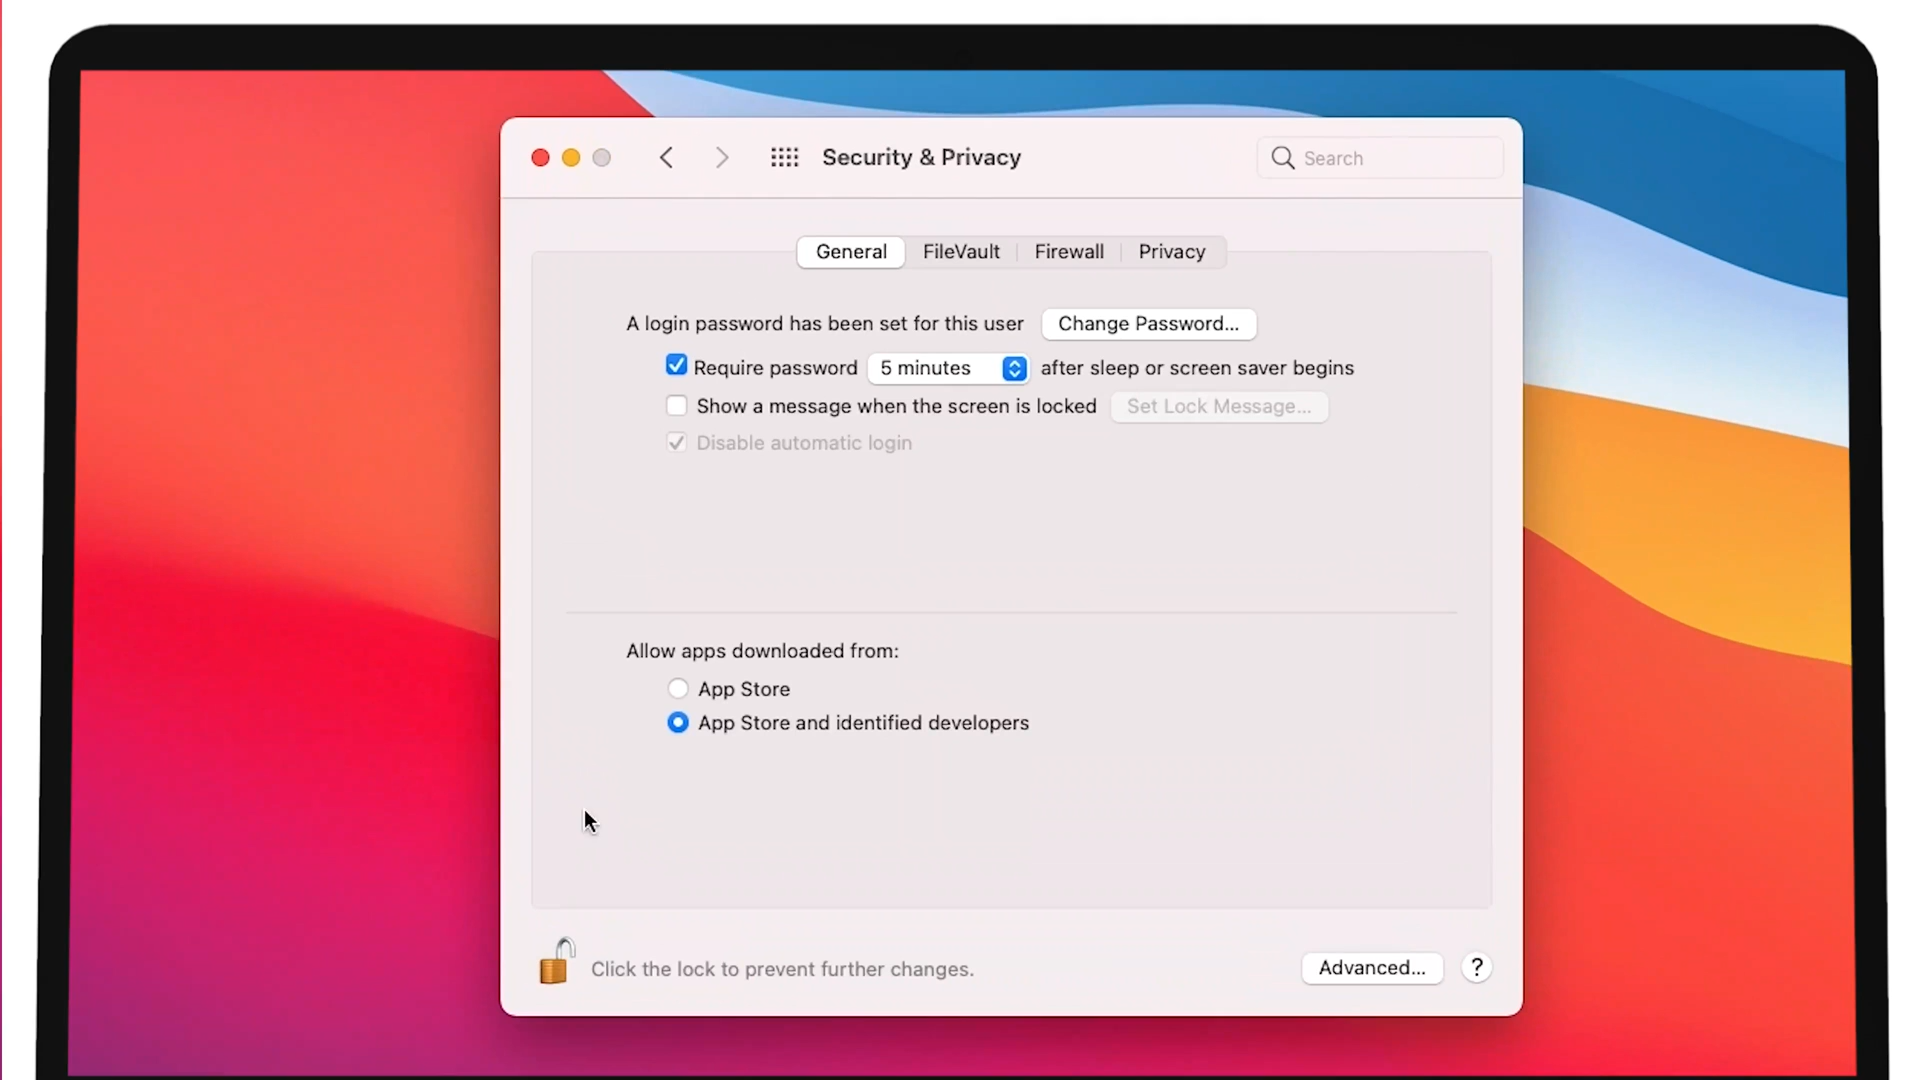 Security & Privacy
Search
General FileVault Firewall Privacy
A login password has been set for this user Change Password...
Require password 5 minutes after sleep or screen saver begins
Show a message when the screen is locked Set Lock Message...
Disable automatic login
Allow apps downloaded from:
App Store
App Store and identified developers
Click the lock to prevent further changes. Advanced... ?